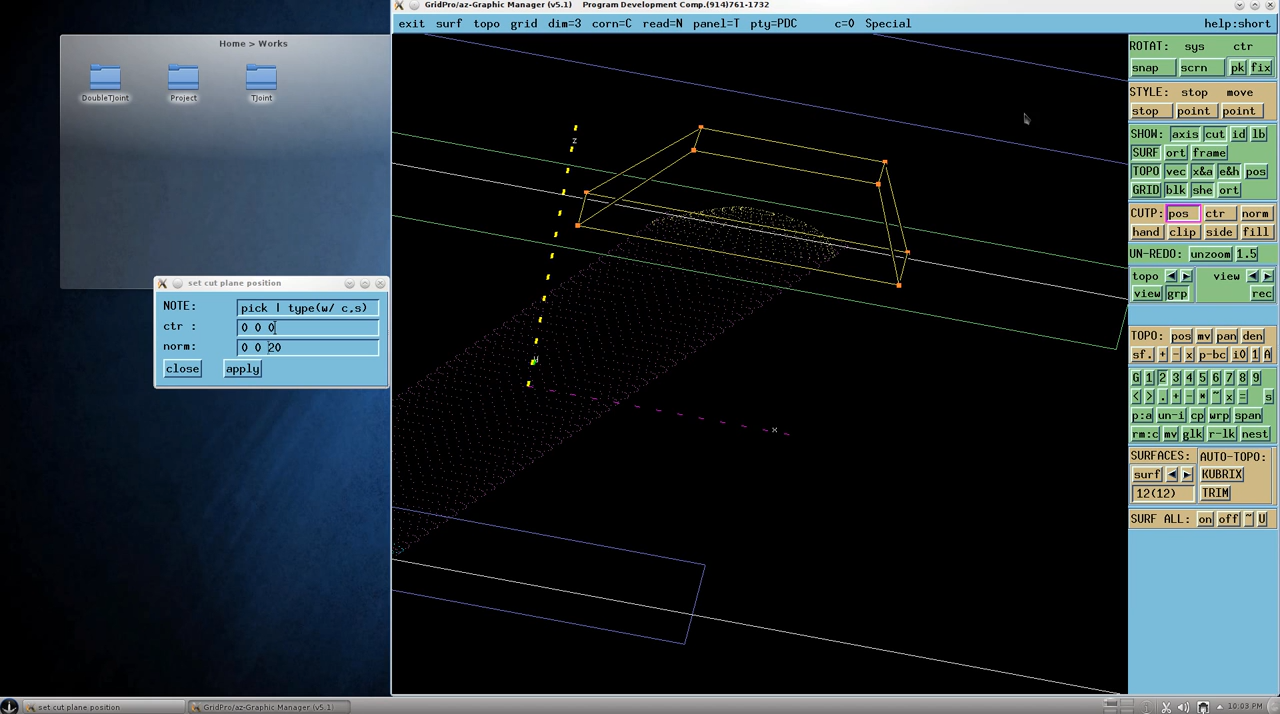 GridPro/az-Graphic Manager (v5.1)    Program Development Comp.(914)761-1732
exit surf topo grid dim=3 corn=C read=N panel=T pty=PDC c=0 Special help:short
Home > Works
DoubleTJoint Project TJoint
set cut plane position
NOTE: pick | type(w/ c,s)
ctr : 0 0 0
norm: 0 0 20
close apply
z
x
ROTAT: sys ctr
snap scrn pk fix
STYLE: stop move
stop point point
SHOW: axis cut id lb
SURF ort frame
TOPO vec x&a e&h pos
GRID blk she ort
CUTP: pos ctr norm
hand clip side fill
UN-REDO: unzoom 1.5
topo view
view grp rec
TOPO: pos mv pan den
sf. + - x p-bc i0 1 A
G 1 2 3 4 5 6 7 8 9
< > . + - * ~ x = s
p:a un-i cp wrp span
rm:c mv glk r-lk nest
SURFACES: AUTO-TOPO:
surf KUBRIX
12(12) TRIM
SURF ALL: on off ~ U
set cut plane position
GridPro/az-Graphic Manager (v5.1)
10:03 PM